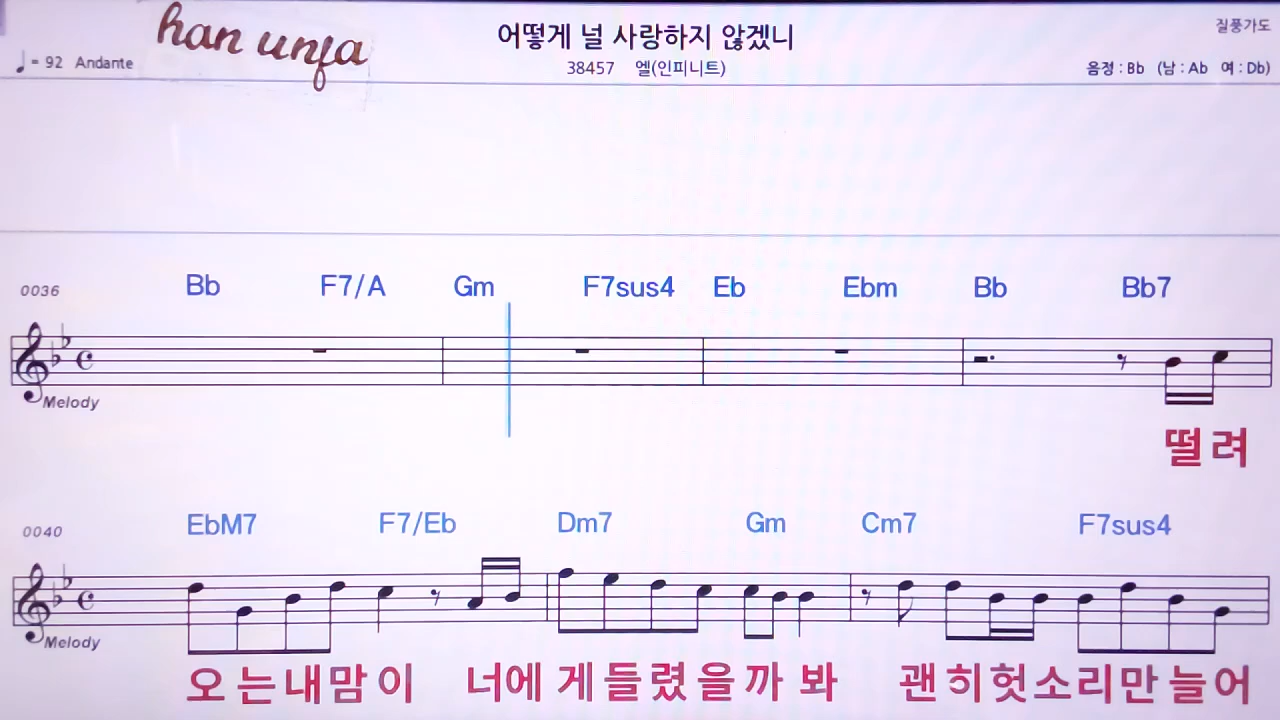 han unfa
어떻게 널 사랑하지 않겠니
질풍가도
♩= 92 Andante
38457 엘(인피니트)
음정 : Bb (남 : Ab 여 : Db)
Bb F7/A Gm F7sus4 Eb Ebm Bb Bb7
0036
Melody
떨려
EbM7 F7/Eb Dm7 Gm Cm7 F7sus4
0040
Melody
오는내맘이 너에게들렸을까봐 괜히헛소리만늘어